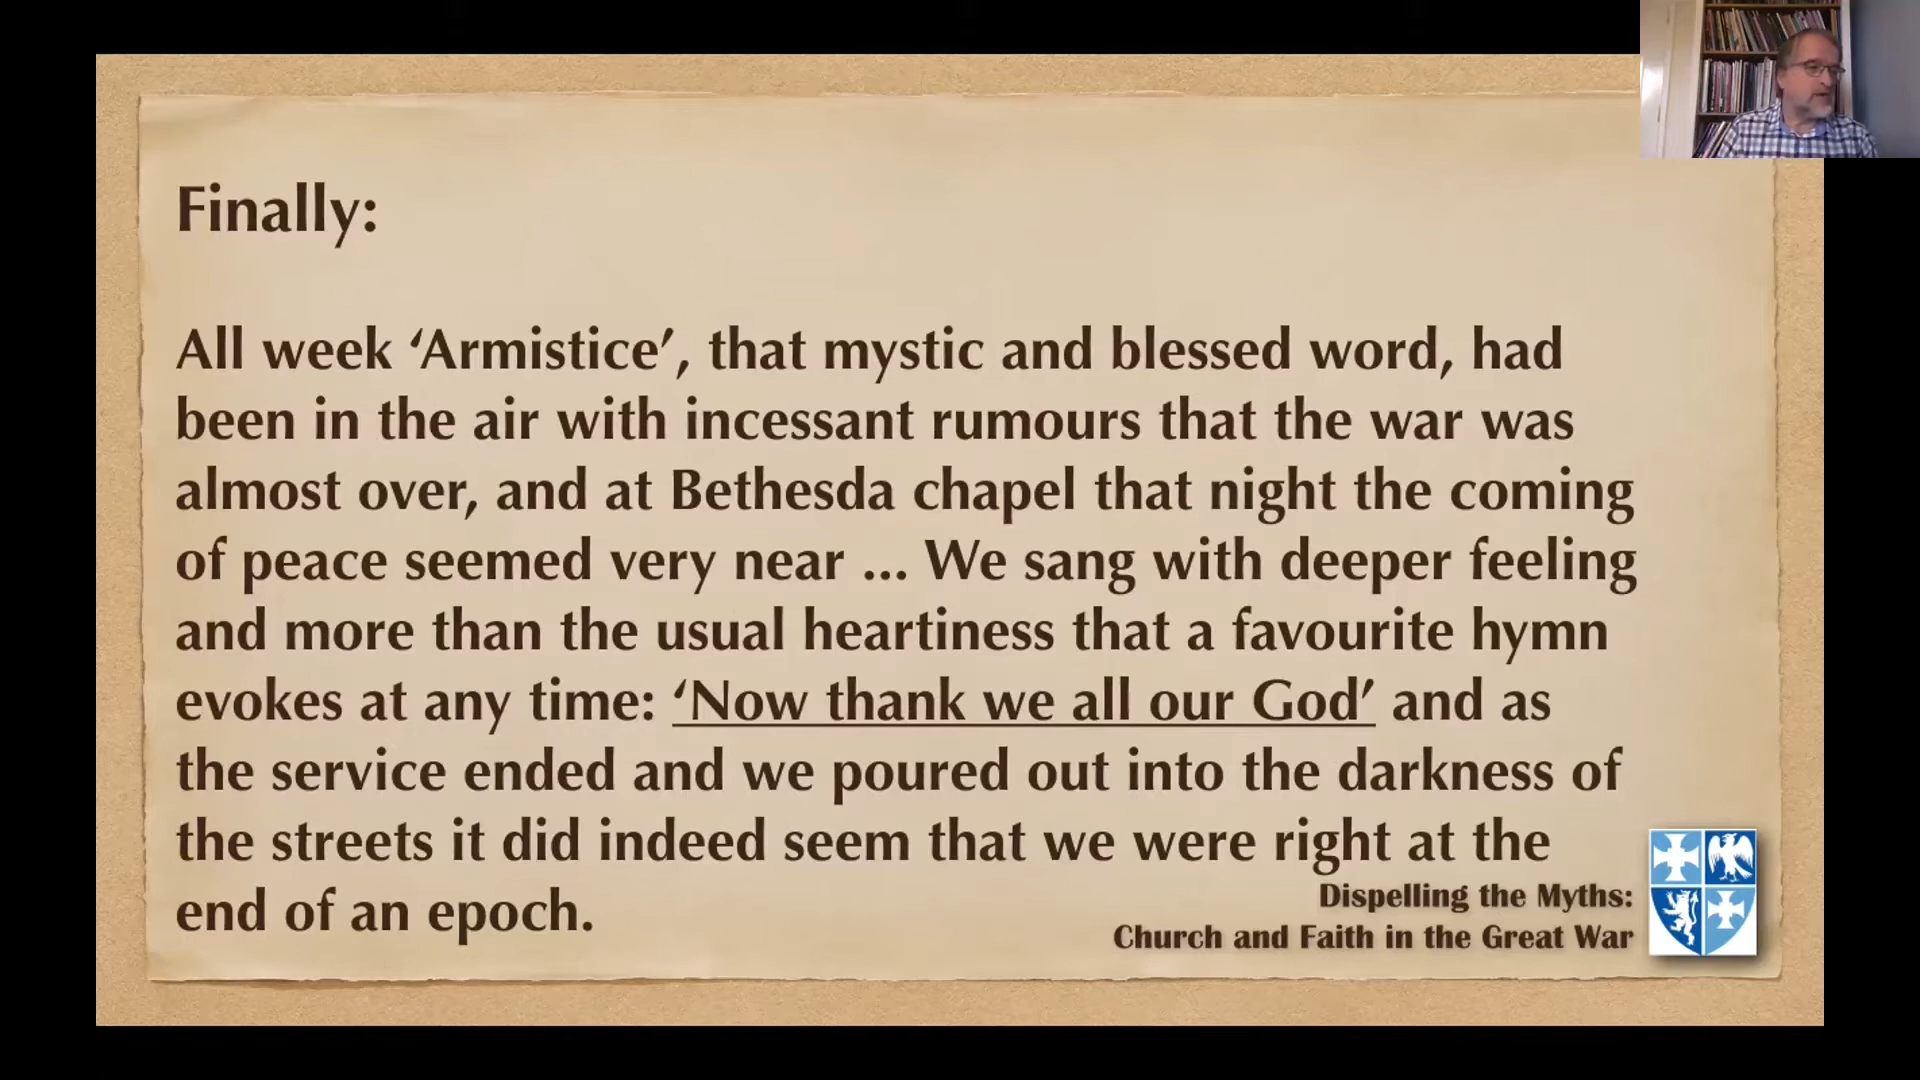 Finally:
All week ‘Armistice’, that mystic and blessed word, had
been in the air with incessant rumours that the war was
almost over, and at Bethesda chapel that night the coming
of peace seemed very near ... We sang with deeper feeling
and more than the usual heartiness that a favourite hymn
evokes at any time: ‘Now thank we all our God’ and as
the service ended and we poured out into the darkness of
the streets it did indeed seem that we were right at the
end of an epoch.
Dispelling the Myths:
Church and Faith in the Great War